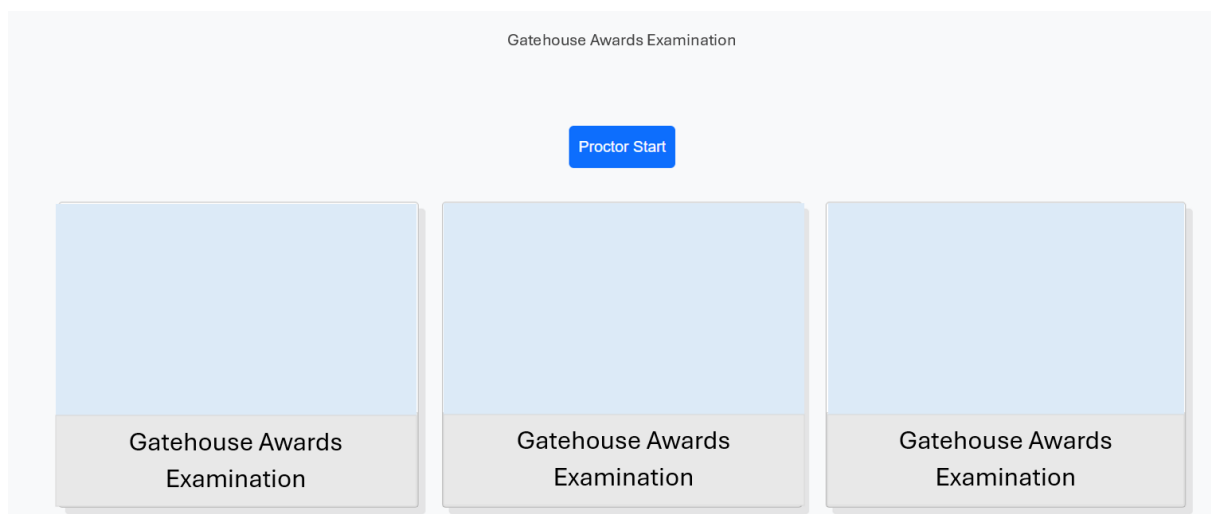 Gatehouse Awards Examination
Proctor Start
Gatehouse Awards
Examination
Gatehouse Awards
Examination
Gatehouse Awards
Examination